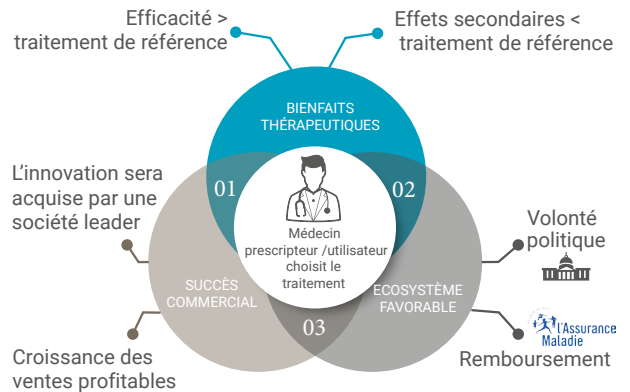 Efficacité >
traitement de référence
Effets secondaires <
traitement de référence
BIENFAITS
THÉRAPEUTIQUES
L'innovation sera
acquise par une
société leader
01
02
Médecin
prescripteur /utilisateur
choisit le
traitement
Volonté
politique
SUCCÈS
COMMERCIAL
ECOSYSTÈME
FAVORABLE
03
l'Assurance
Maladie
Croissance des
ventes profitables
Remboursement